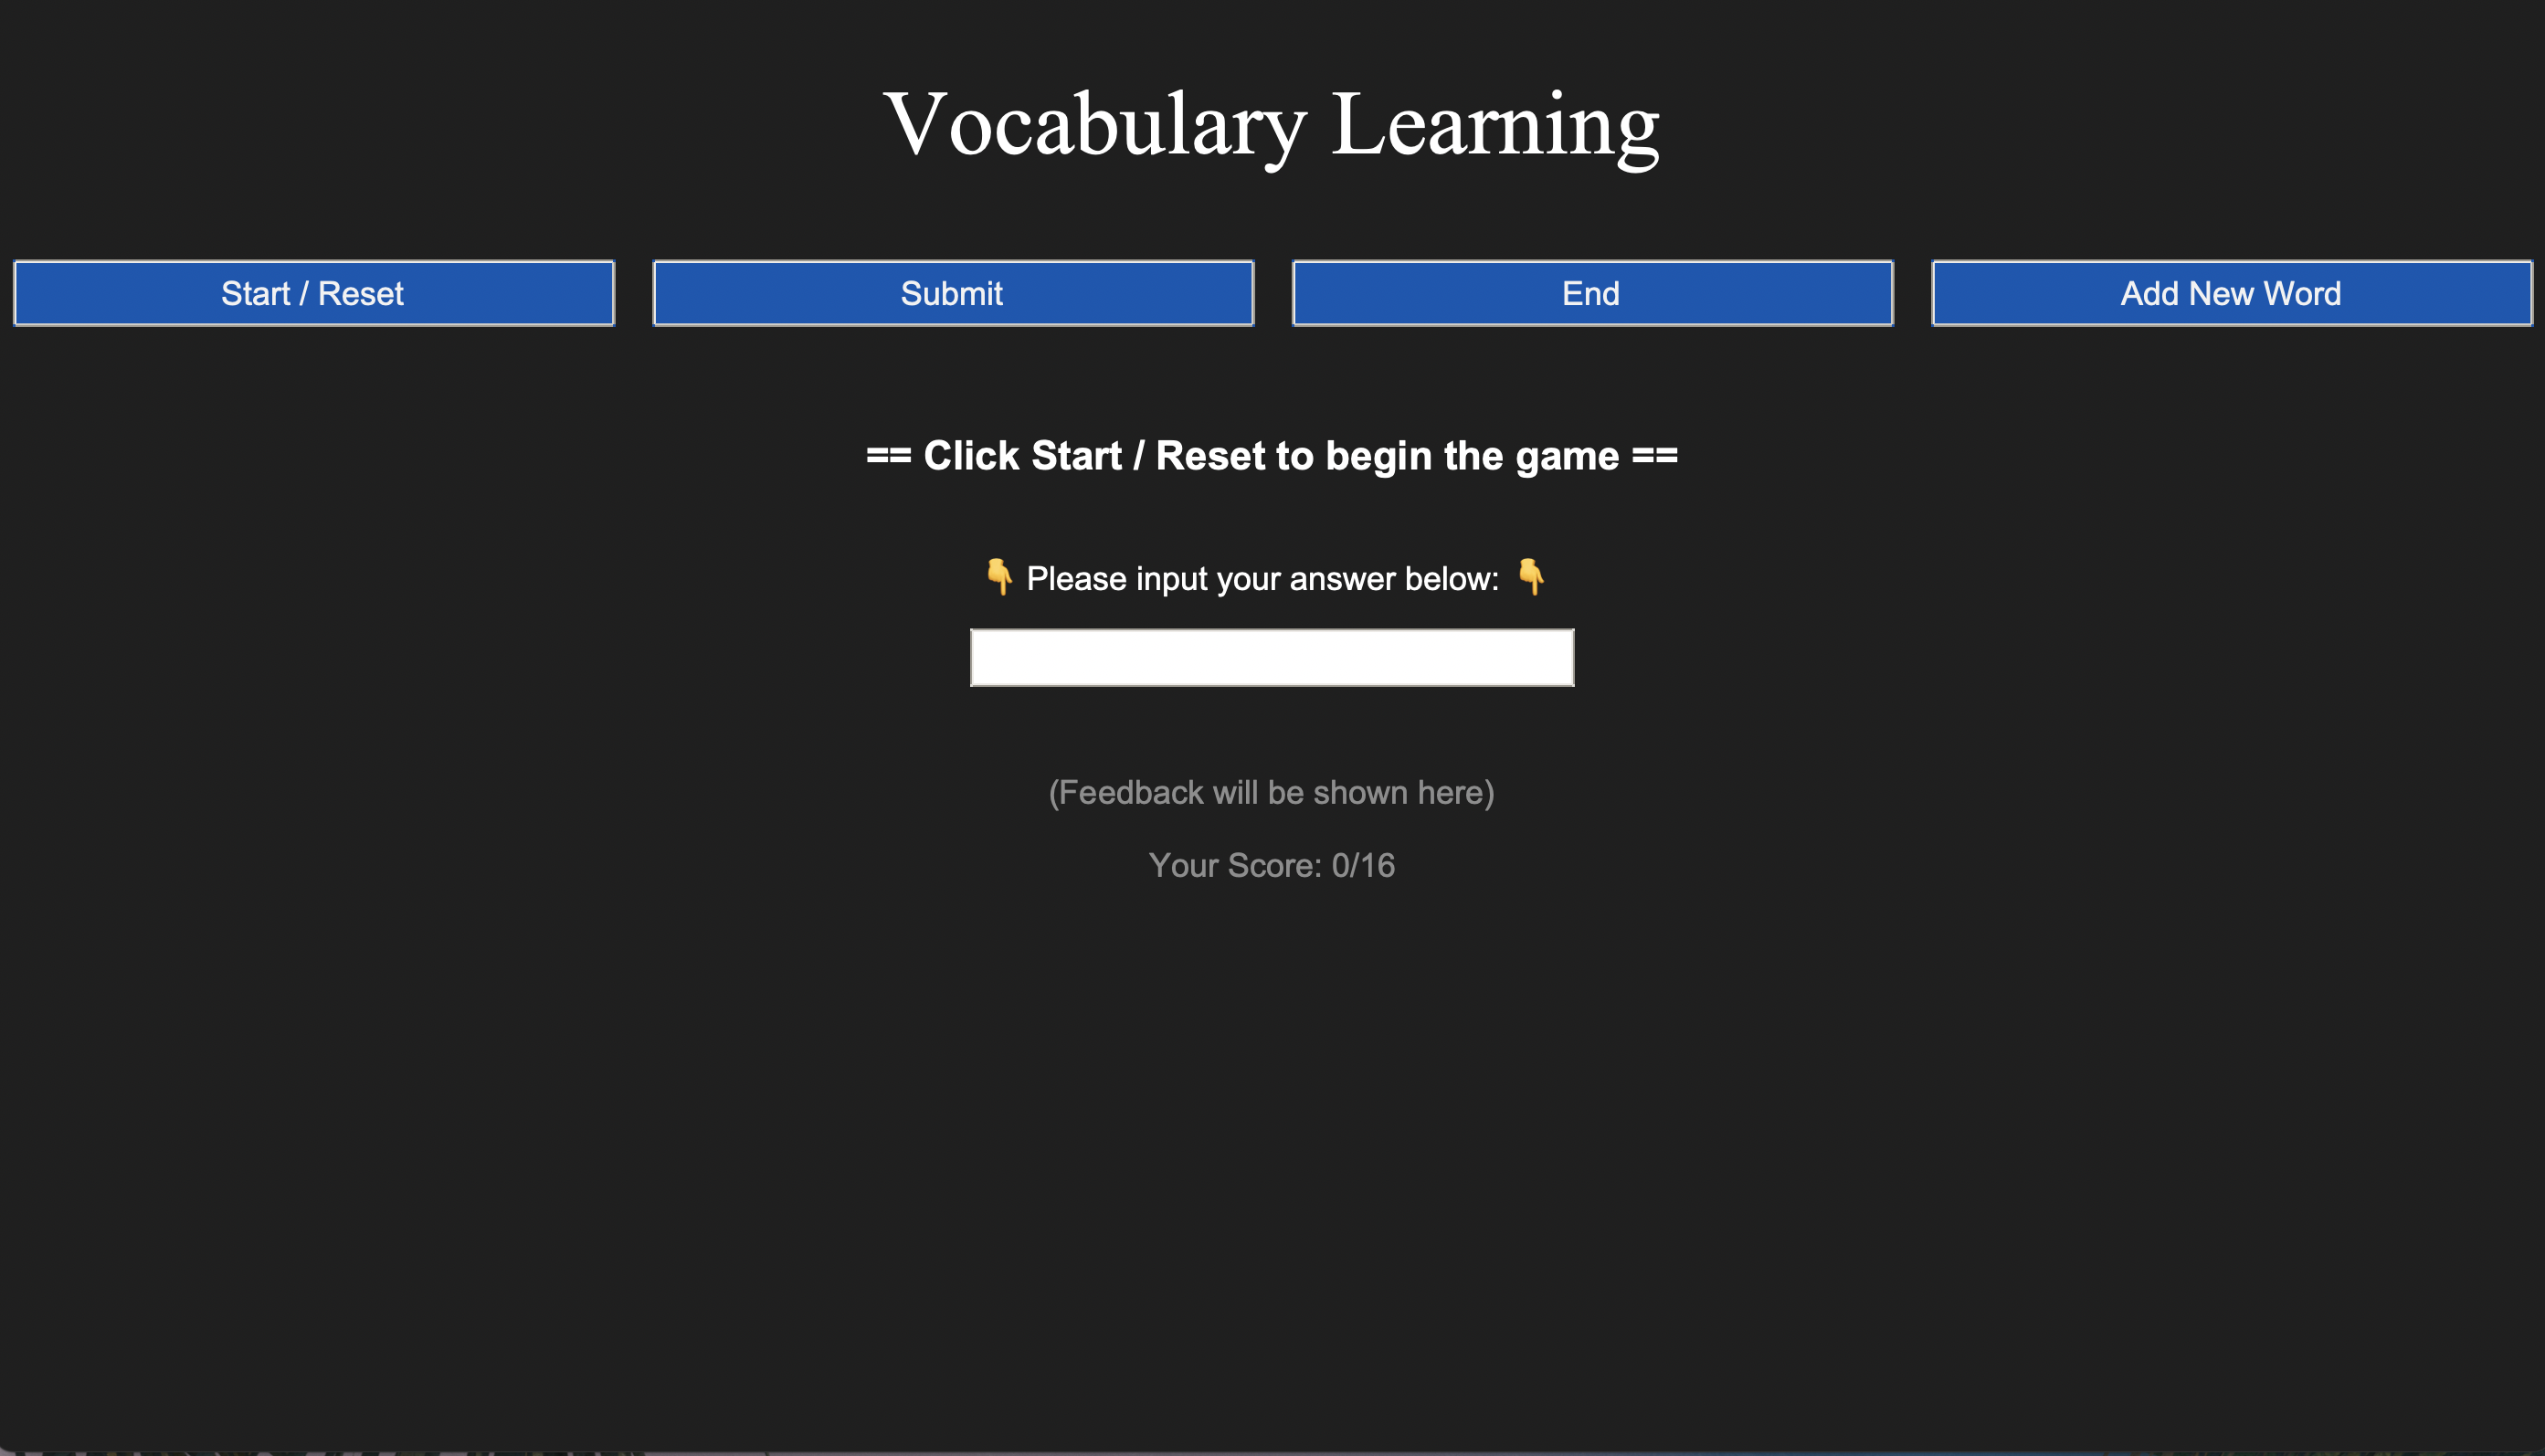 Vocabulary Learning
Start / Reset
Submit
End
Add New Word
== Click Start / Reset to begin the game ==
👇 Please input your answer below: 👇
(Feedback will be shown here)
Your Score: 0/16